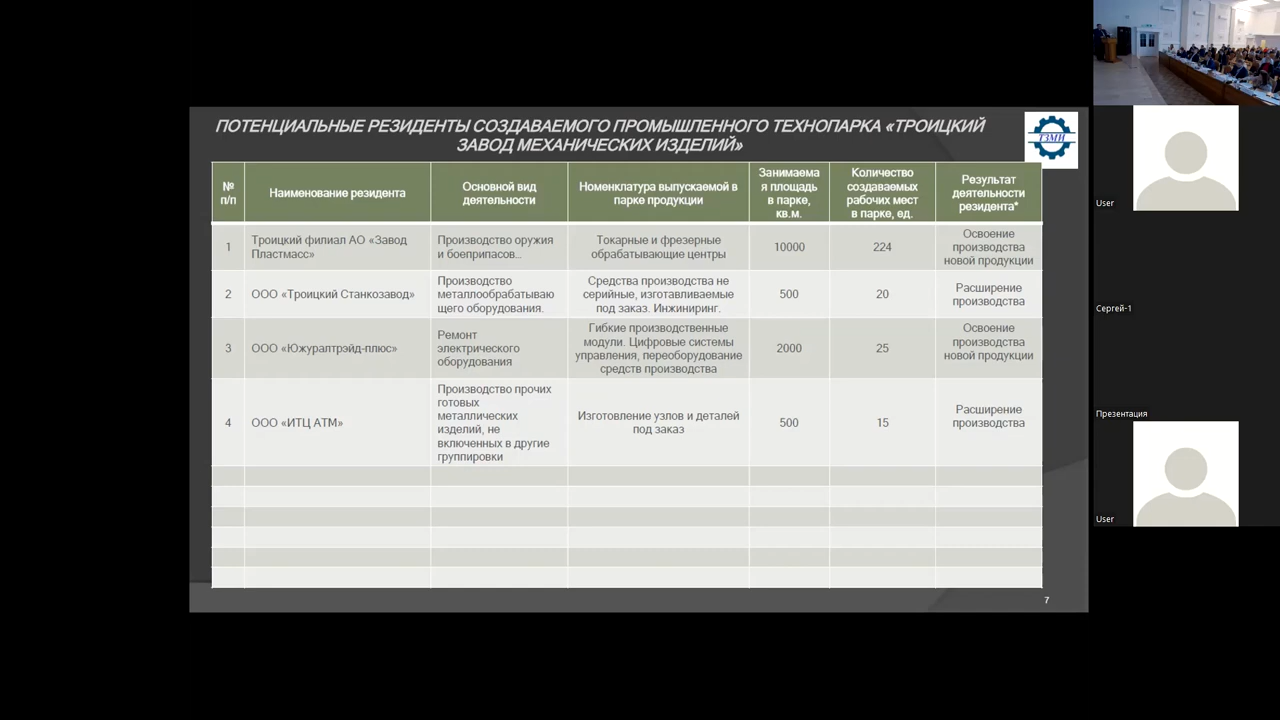 ПОТЕНЦИАЛЬНЫЕ РЕЗИДЕНТЫ СОЗДАВАЕМОГО ПРОМЫШЛЕННОГО ТЕХНОПАРКА «ТРОИЦКИЙ
ЗАВОД МЕХАНИЧЕСКИХ ИЗДЕЛИЙ»
ТЗМИ
№
п/п
Наименование резидента
Основной вид
деятельности
Номенклатура выпускаемой в
парке продукции
Занимаема
я площадь
в парке,
кв.м.
Количество
создаваемых
рабочих мест
в парке, ед.
Результат
деятельности
резидента*
1
Троицкий филиал АО «Завод
Пластмасс»
Производство оружия
и боеприпасов...
Токарные и фрезерные
обрабатывающие центры
10000
224
Освоение
производства
новой продукции
2
ООО «Троицкий Станкозавод»
Производство
металлообрабатываю
щего оборудования.
Средства производства не
серийные, изготавливаемые
под заказ. Инжиниринг.
500
20
Расширение
производства
3
ООО «Южуралтрэйд-плюс»
Ремонт
электрического
оборудования
Гибкие производственные
модули. Цифровые системы
управления, переоборудование
средств производства
2000
25
Освоение
производства
новой продукции
4
ООО «ИТЦ АТМ»
Производство прочих
готовых
металлических
изделий, не
включенных в другие
группировки
Изготовление узлов и деталей
под заказ
500
15
Расширение
производства
7
User
Сергей-1
Презентация
User